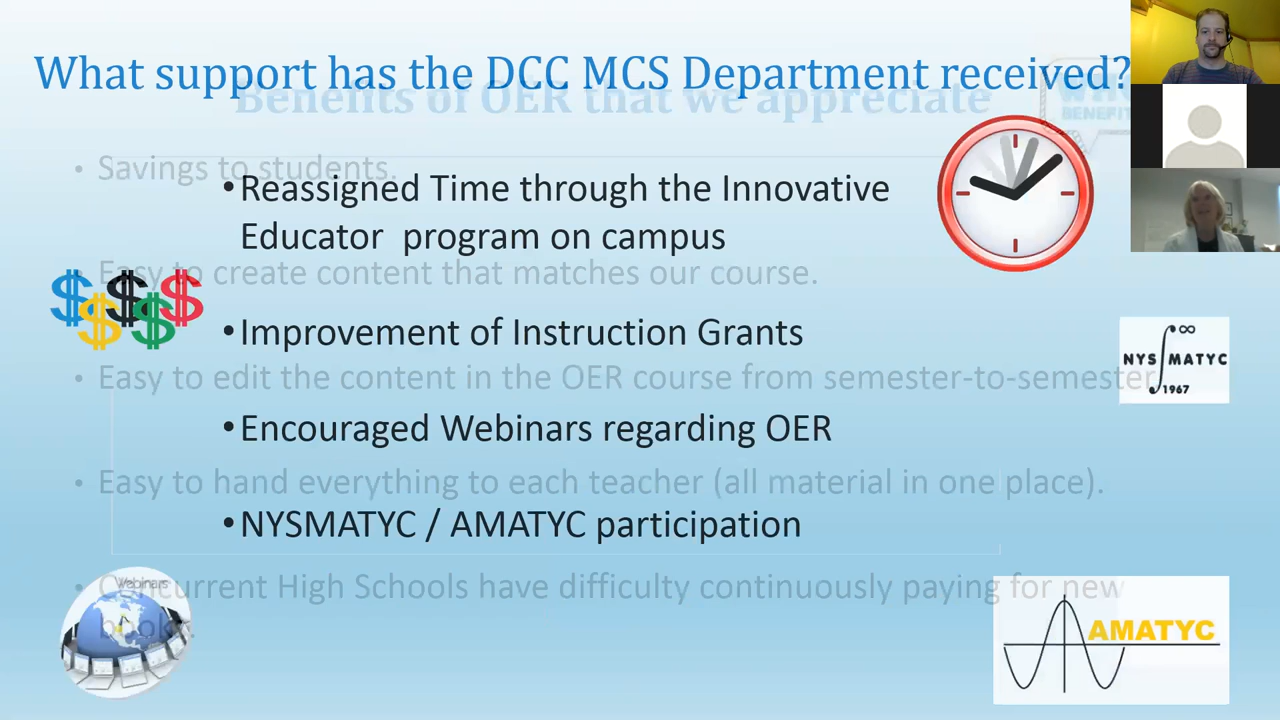 What support has the DCC MCS Department received?
Benefits of OER that we appreciate
BENEFIT
• Savings to students.
•Reassigned Time through the Innovative
Educator program on campus
• Easy to create content that matches our course.
$ $ $ $ $
•Improvement of Instruction Grants
NYS MATYC
1967
• Easy to edit the content in the OER course from semester-to-semester
•Encouraged Webinars regarding OER
• Easy to hand everything to each teacher (all material in one place).
•NYSMATYC / AMATYC participation
Webinars
• Concurrent High Schools have difficulty continuously paying for new
books.
AMATYC